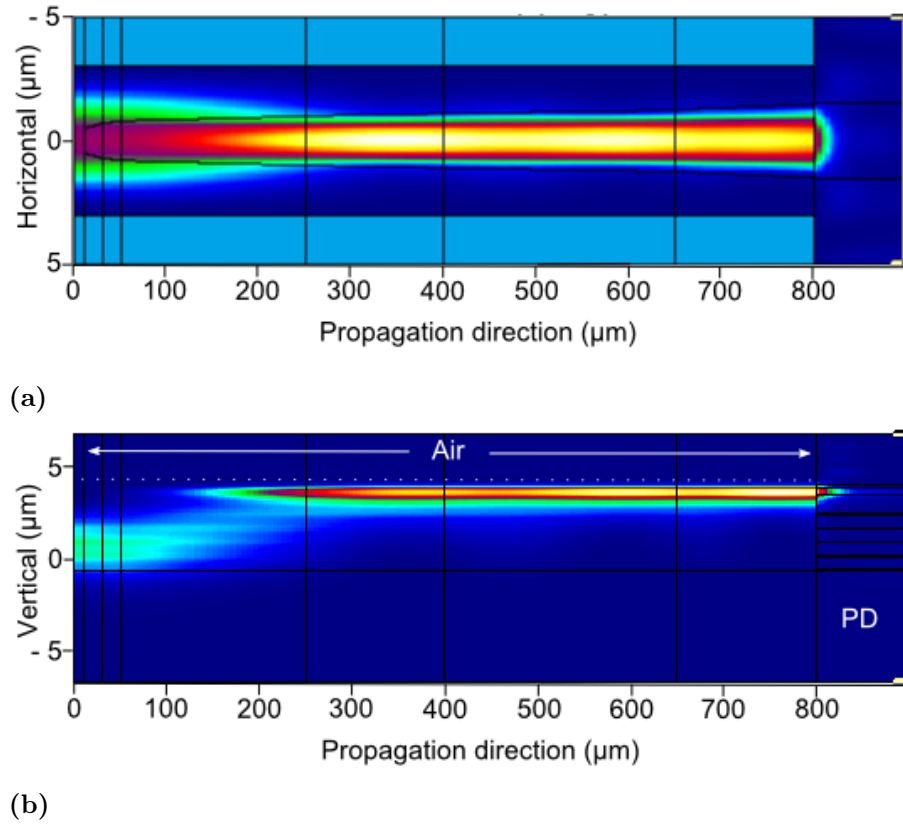 - 5
0
5
Horizontal (µm)
0 100 200 300 400 500 600 700 800
Propagation direction (µm)
(a)
Air
5
0
- 5
Vertical (µm)
PD
0 100 200 300 400 500 600 700 800
Propagation direction (µm)
(b)